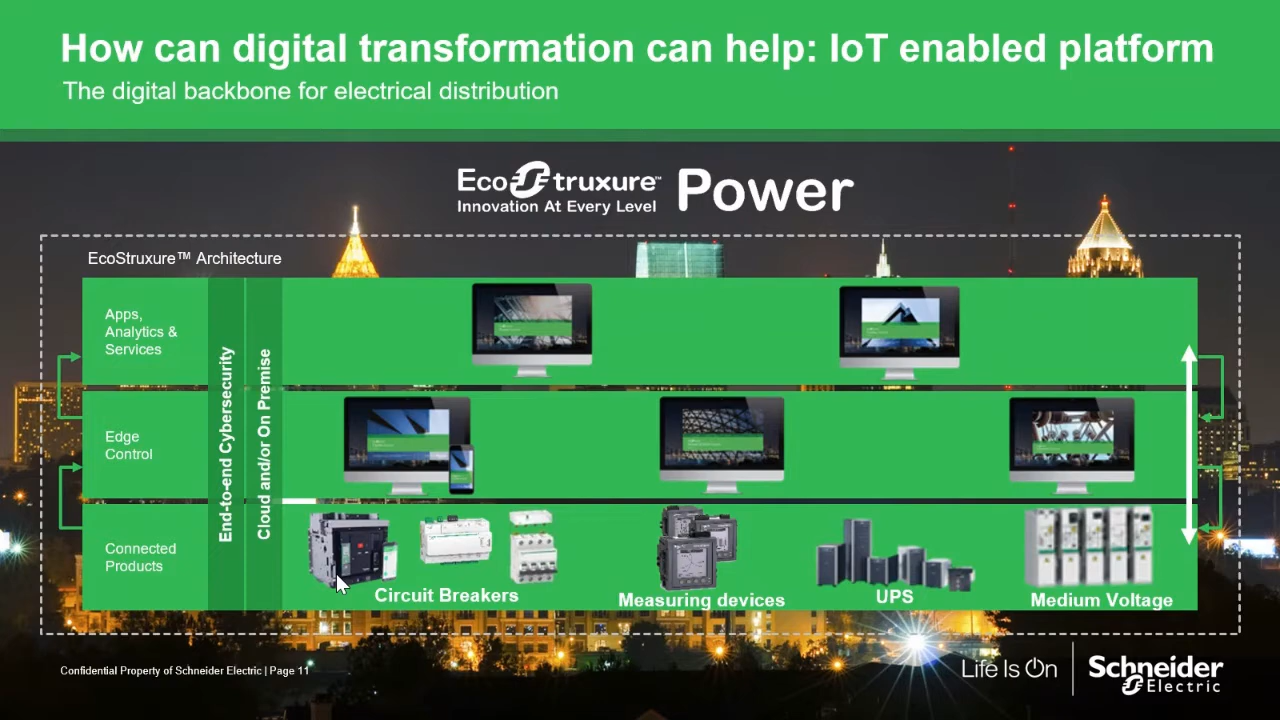 How can digital transformation can help: IoT enabled platform
The digital backbone for electrical distribution
EcoStruxure™ Power
Innovation At Every Level
EcoStruxure™ Architecture
Apps,
Analytics &
Services
Edge
Control
Connected
Products
End-to-end Cybersecurity
Cloud and/or On Premise
Circuit Breakers
Measuring devices
UPS
Medium Voltage
Confidential Property of Schneider Electric | Page 11
Life Is On
Schneider
Electric